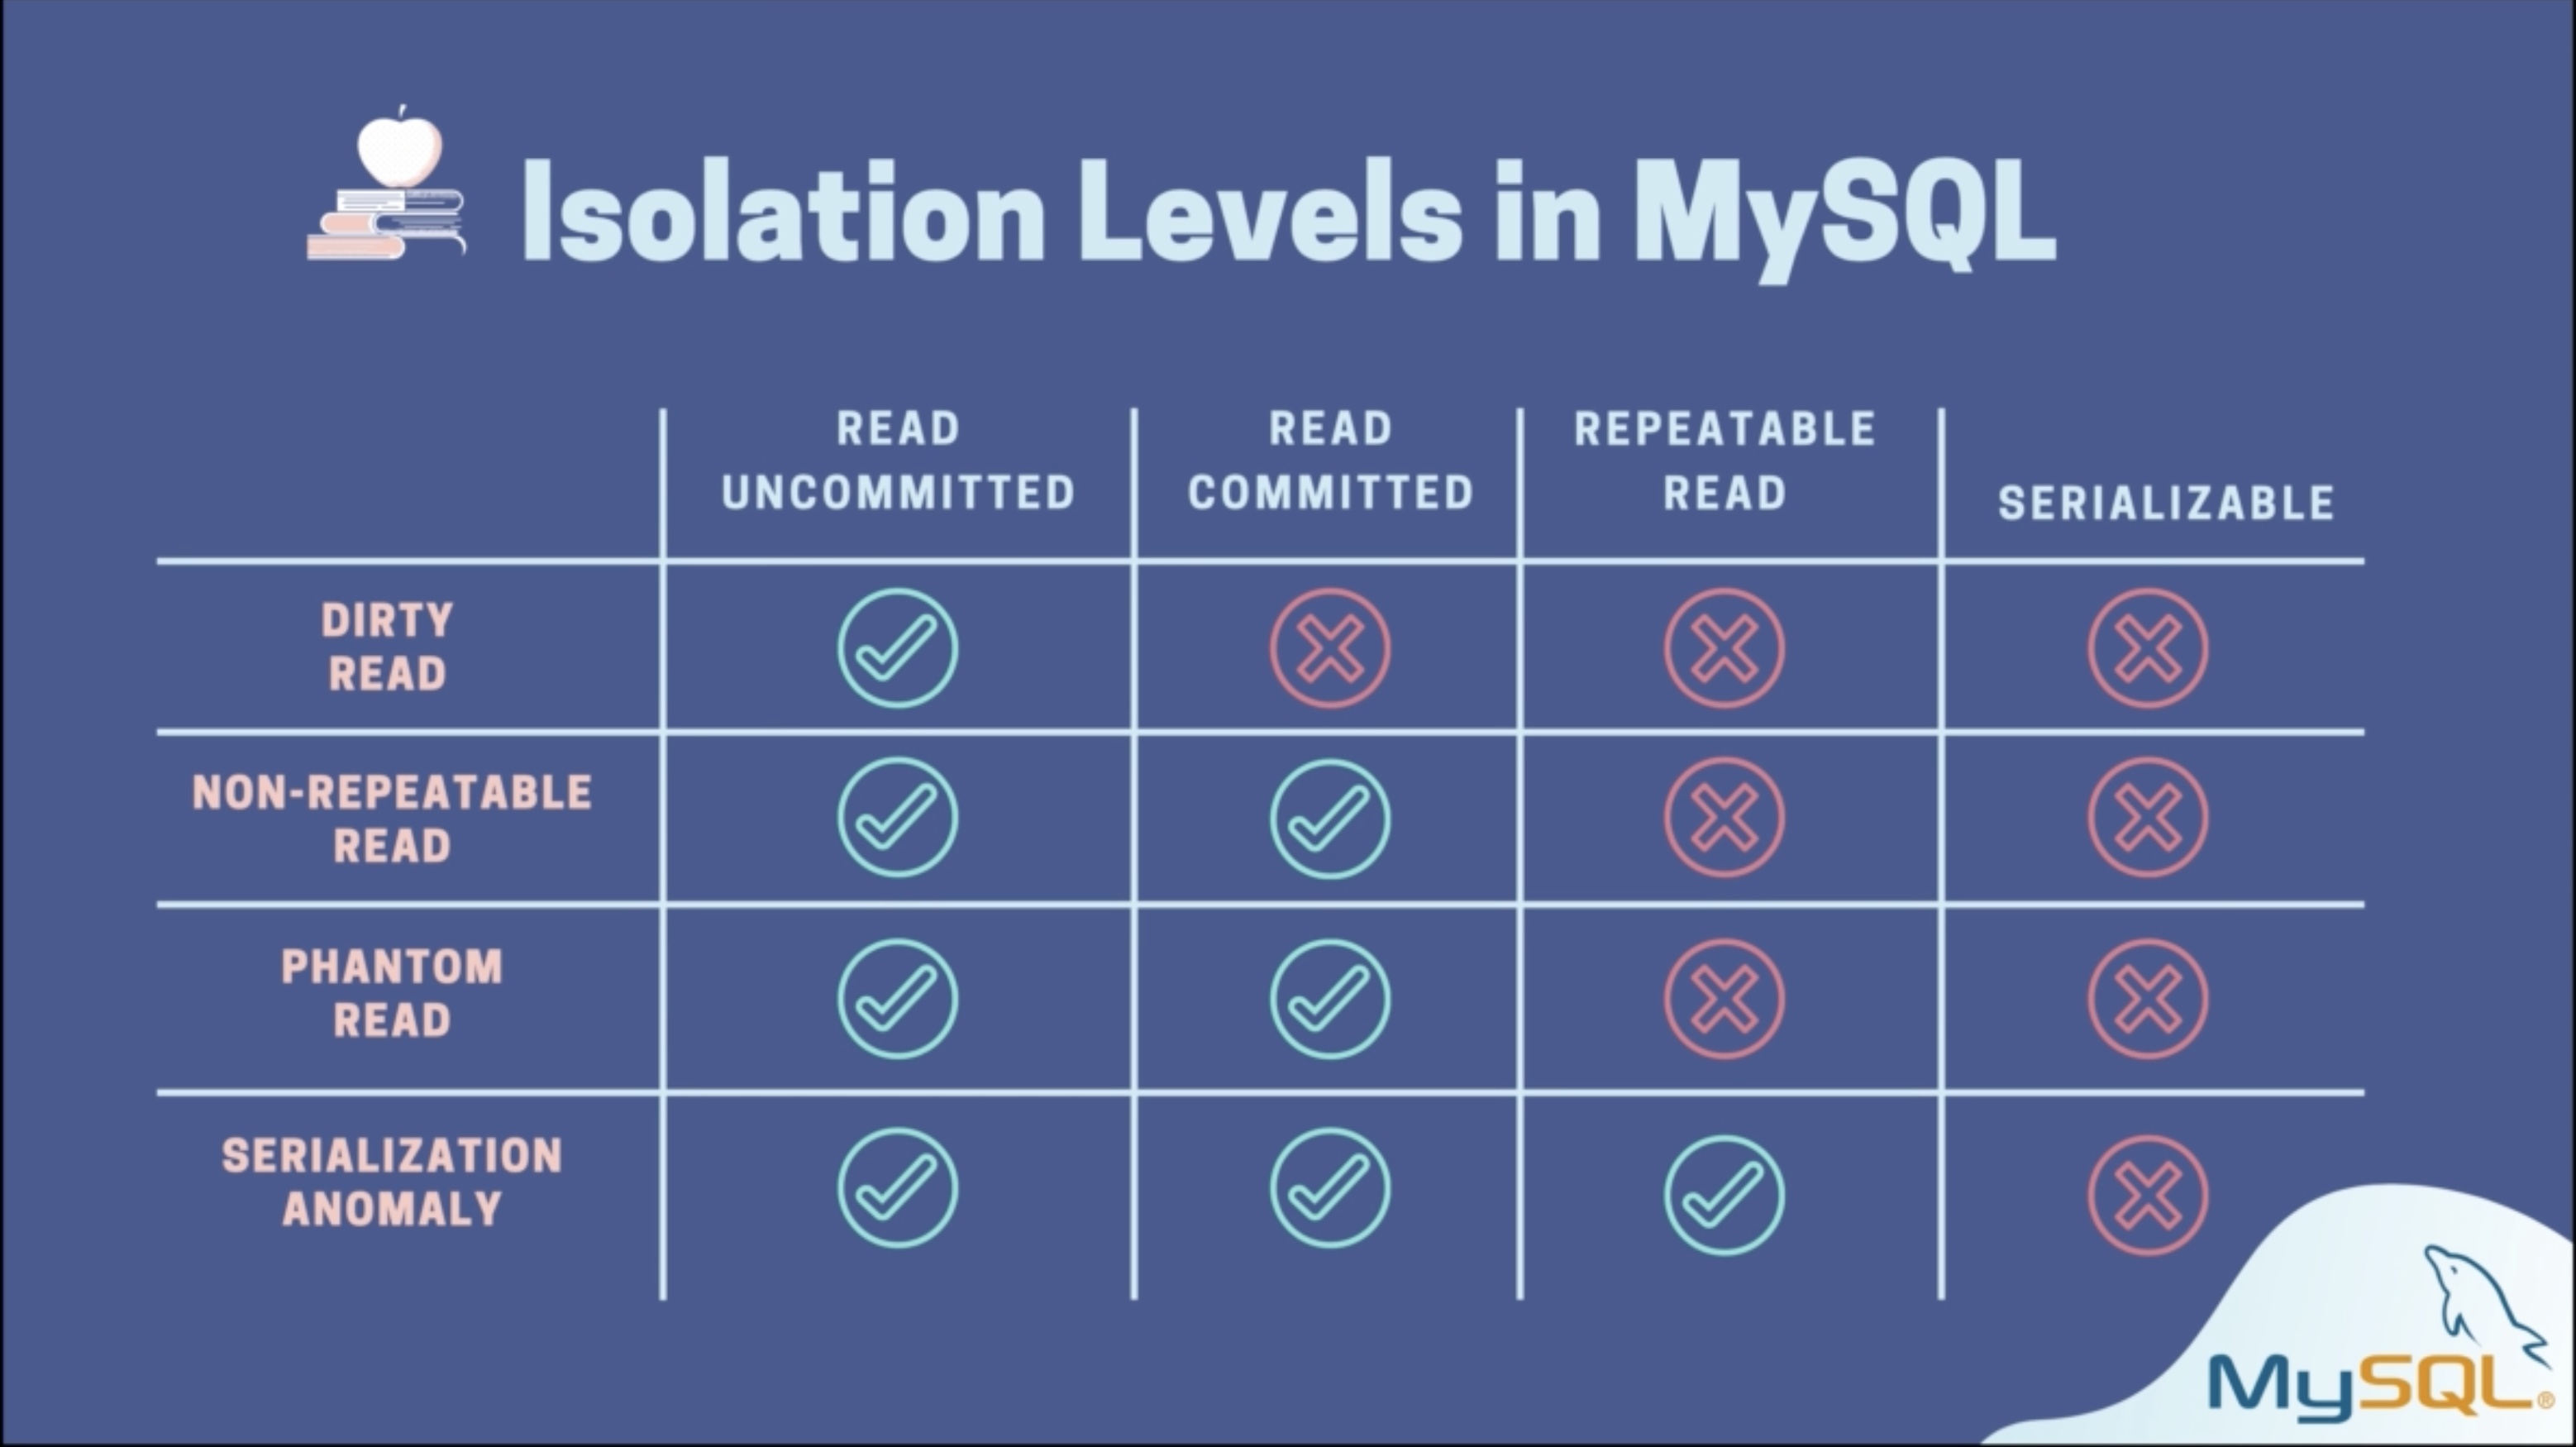 Isolation Levels in MySQL
READ
UNCOMMITTED
READ
COMMITTED
REPEATABLE
READ
SERIALIZABLE
DIRTY
READ
NON-REPEATABLE
READ
PHANTOM
READ
SERIALIZATION
ANOMALY
MySQL®